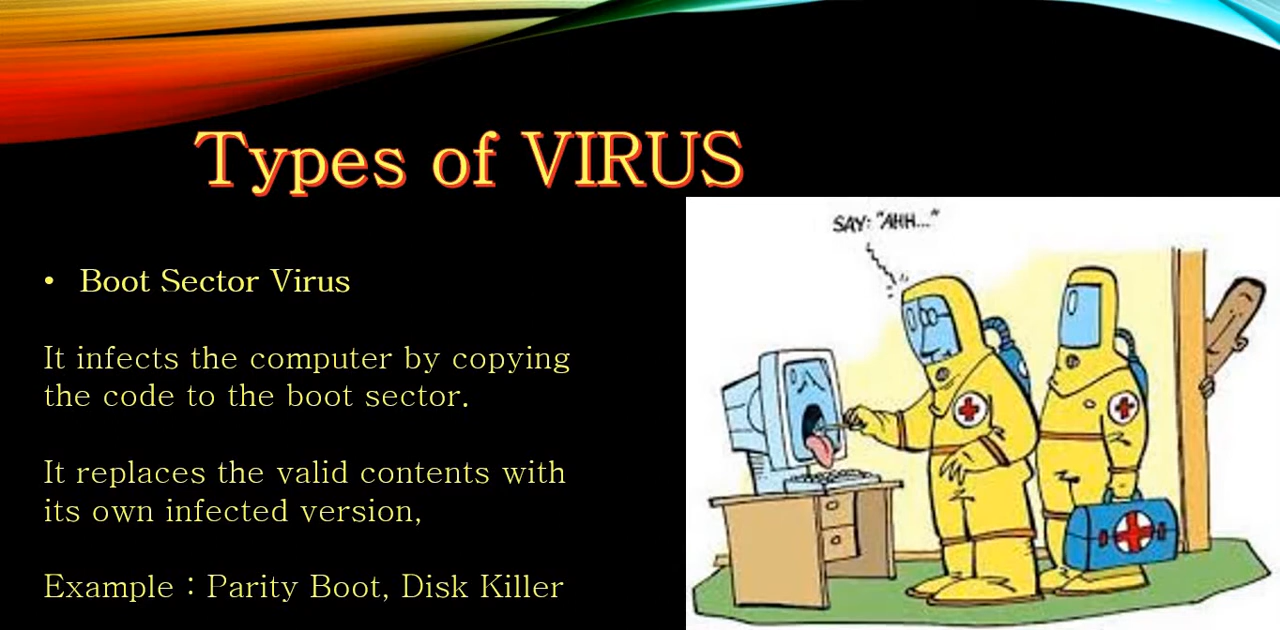 Types of VIRUS
SAY: "AHH..."
• Boot Sector Virus
It infects the computer by copying
the code to the boot sector.
It replaces the valid contents with
its own infected version,
Example : Parity Boot, Disk Killer